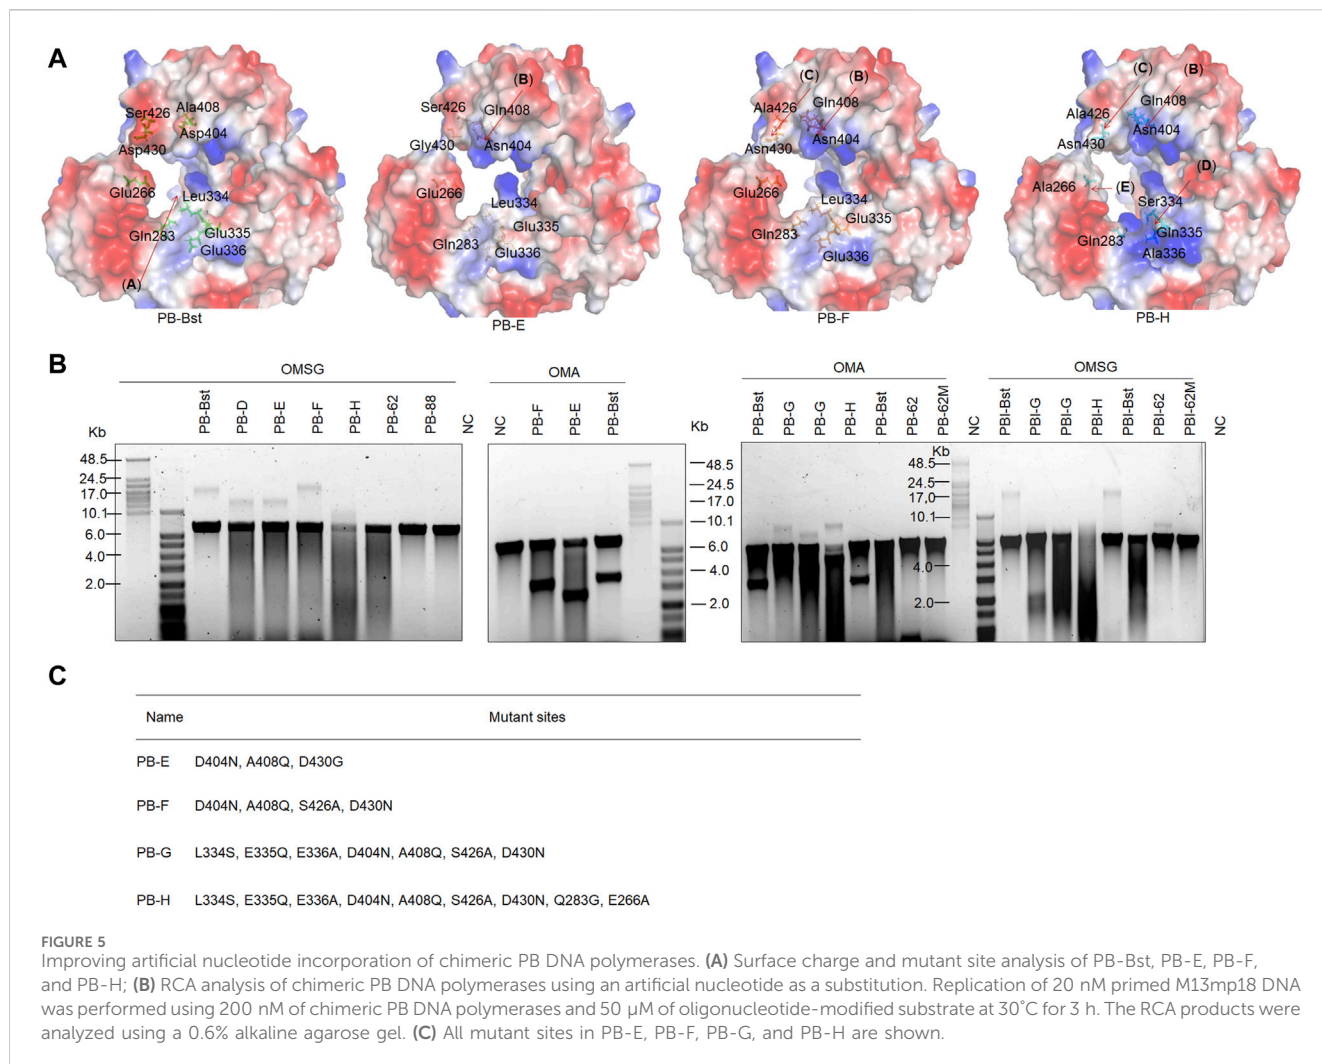 A
Ser426
Ala408
Asp404
Asp430
Glu266
Leu334
Gln283
Glu335
Glu336
(A)
PB-Bst
(B)
Ser426
Gln408
Gly430
Asn404
Glu266
Leu334
Gln283
Glu335
Glu336
PB-E
(C)
(B)
Ala426
Gln408
Asn404
Asn430
Glu266
Leu334
Glu335
Gln283
Glu336
PB-F
(C)
(B)
Ala426
Gln408
Asn404
Asn430
(D)
Ala266
(E)
Ser334
Gln283
Gln335
Ala336
PB-H
B
OMSG
PB-Bst
PB-D
PB-E
PB-F
PB-H
PB-62
PB-88
NC
Kb
48.5
24.5
17.0
10.1
6.0
4.0
2.0
OMA
NC
PB-F
PB-E
PB-Bst
Kb
48.5
24.5
17.0
10.1
6.0
4.0
2.0
OMA
PB-Bst
PB-G
PB-G
PB-H
PB-Bst
PB-62
PB-62M
NC
Kb
48.5
24.5
17,0
10.1
4.0
2.0
OMSG
PBI-Bst
PBI-G
PBI-G
PBI-H
PBI-Bst
PBI-62
PBI-62M
NC
C
Name Mutant sites
PB-E D404N, A408Q, D430G
PB-F D404N, A408Q, S426A, D430N
PB-G L334S, E335Q, E336A, D404N, A408Q, S426A, D430N
PB-H L334S, E335Q, E336A, D404N, A408Q, S426A, D430N, Q283G, E266A
FIGURE 5
Improving artificial nucleotide incorporation of chimeric PB DNA polymerases. (A) Surface charge and mutant site analysis of PB-Bst, PB-E, PB-F,
and PB-H; (B) RCA analysis of chimeric PB DNA polymerases using an artificial nucleotide as a substitution. Replication of 20 nM primed M13mp18 DNA
was performed using 200 nM of chimeric PB DNA polymerases and 50 μM of oligonucleotide-modified substrate at 30˚C for 3 h. The RCA products were
analyzed using a 0.6% alkaline agarose gel. (C) All mutant sites in PB-E, PB-F, PB-G, and PB-H are shown.